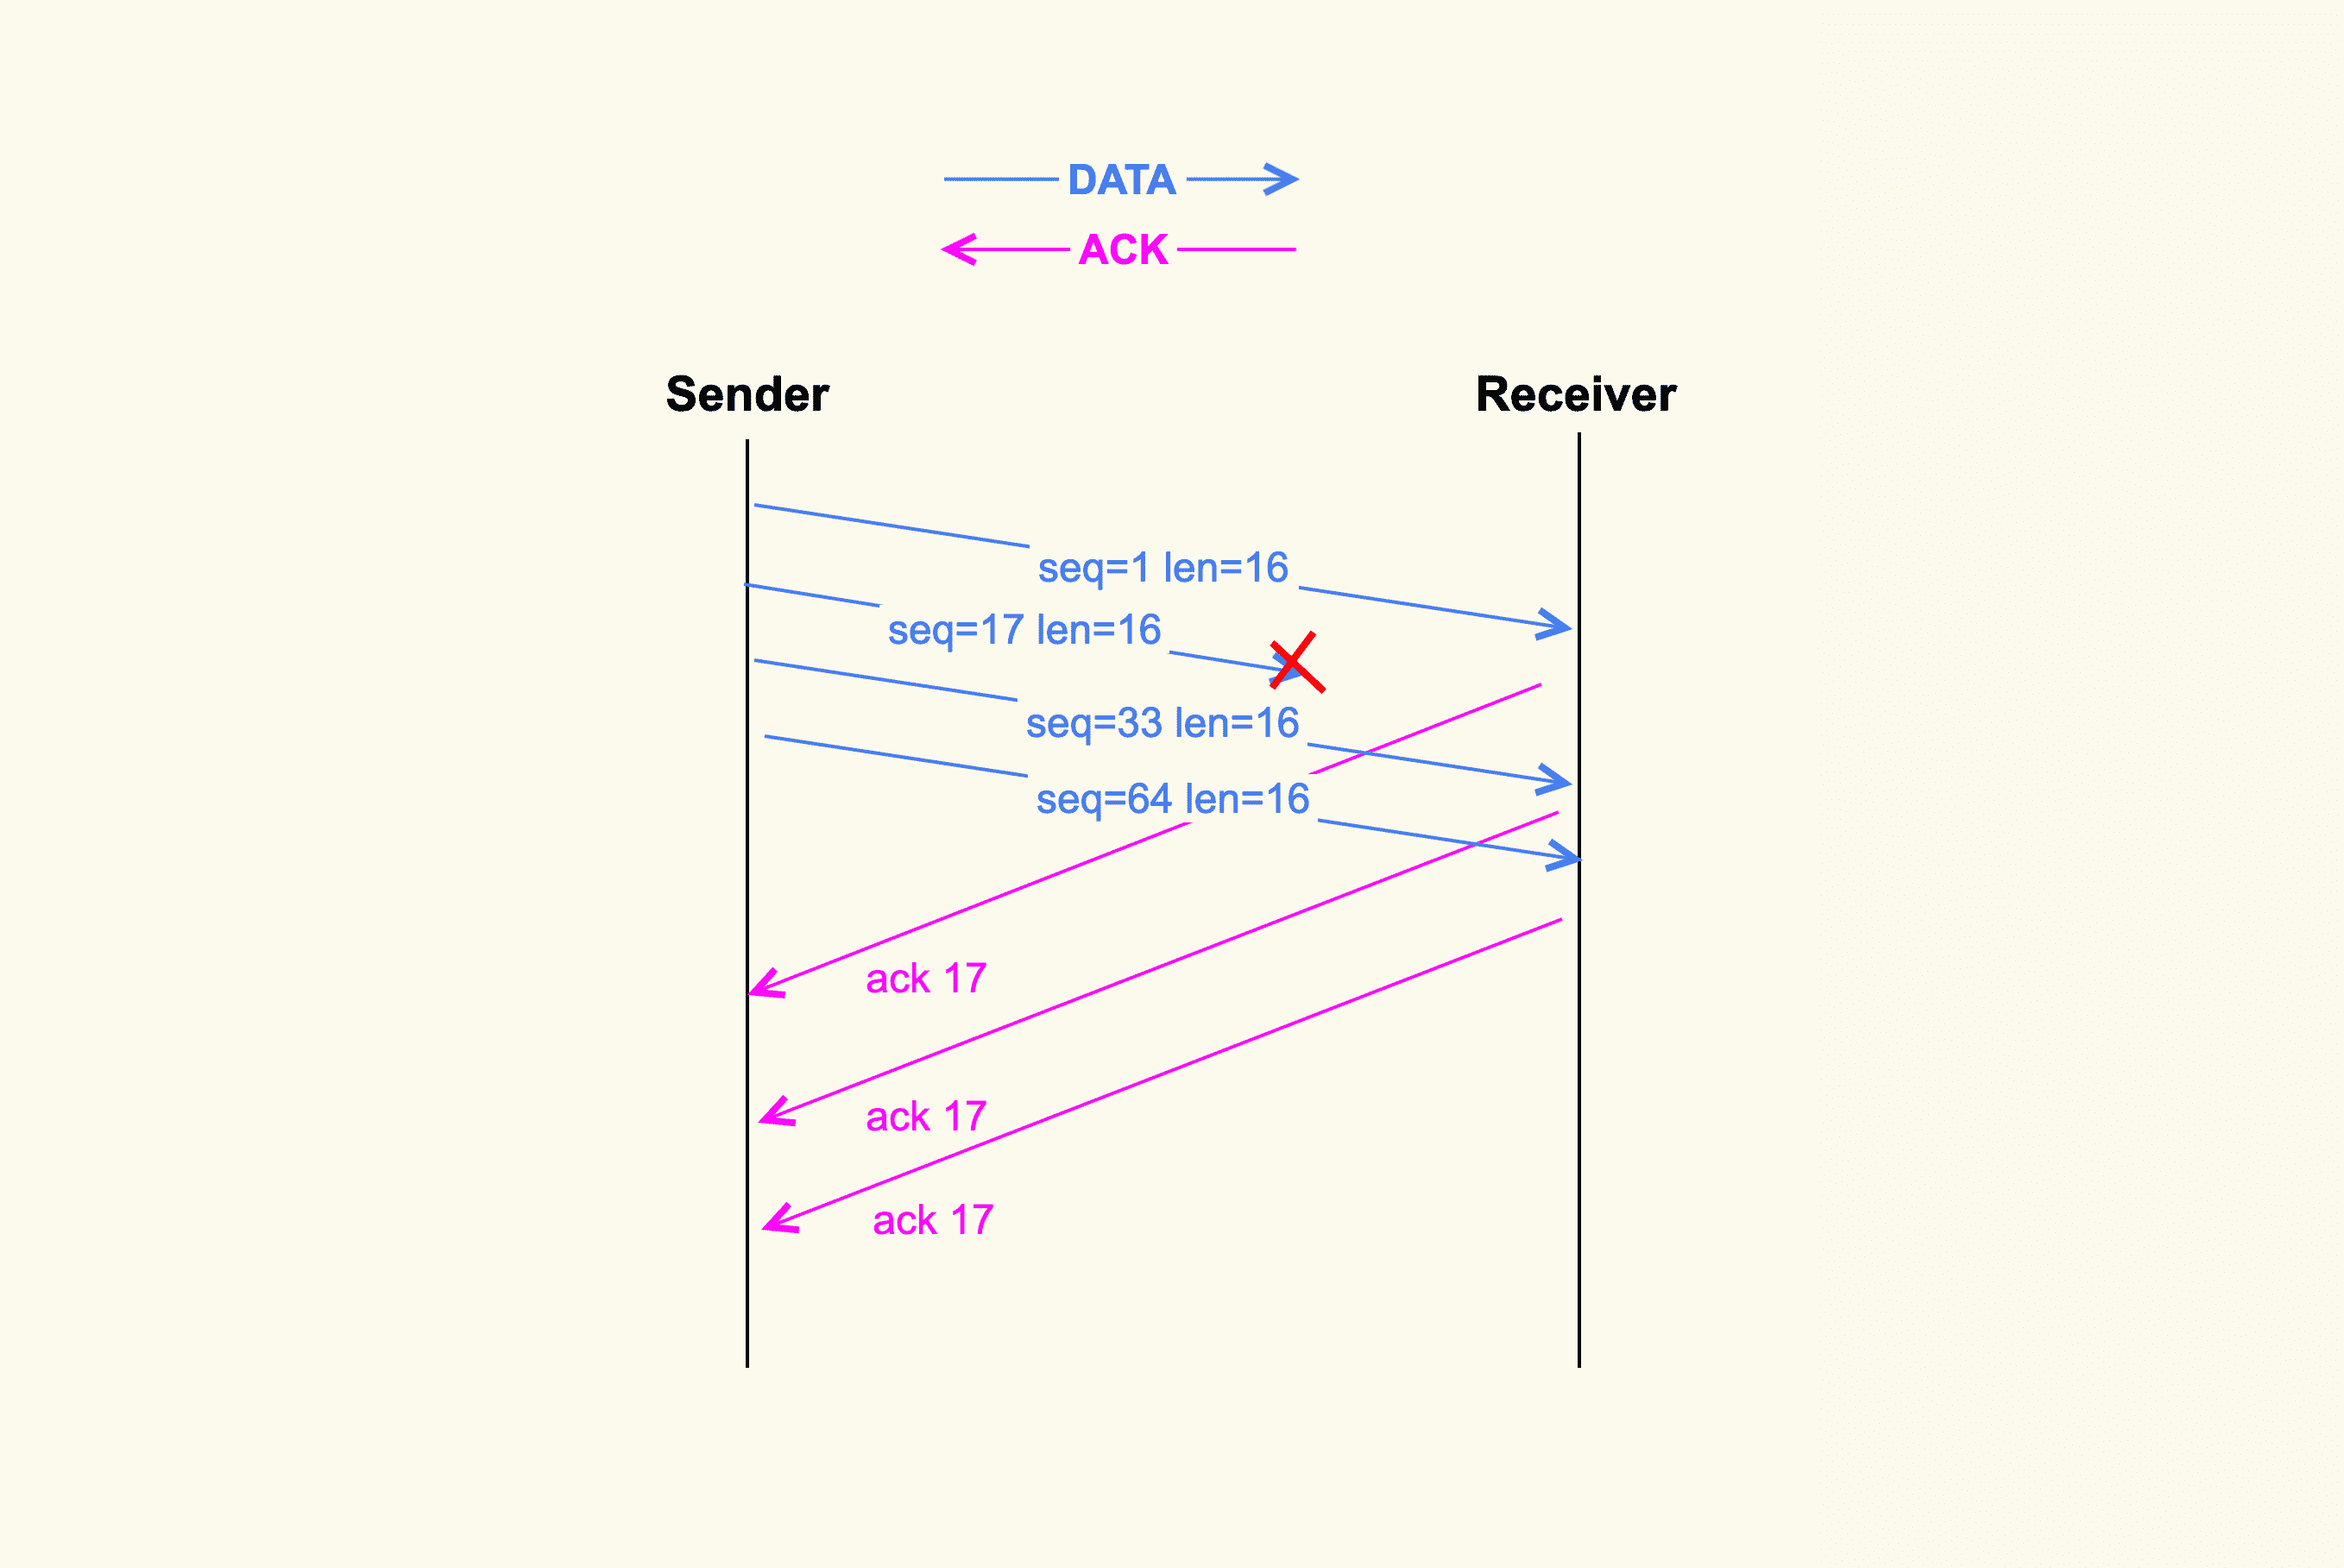 DATA
ACK
Sender
Receiver
seq=1 len=16
seq=17 len=16
seq=33 len=16
seq=64 len=16
ack 17
ack 17
ack 17